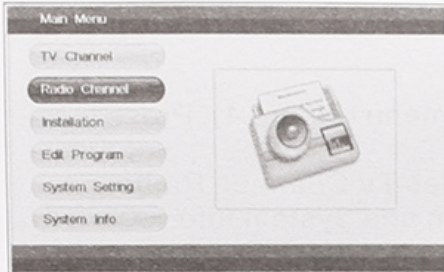 Main Menu
TV Channel
Radio Channel
Installation
Edit Program
System Setting
System Info